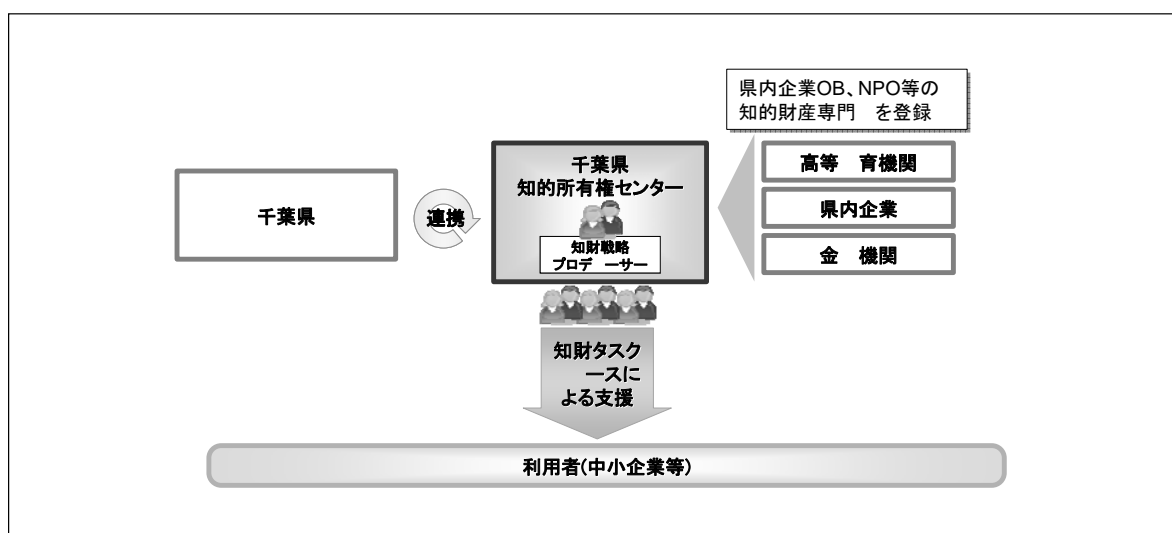 県内企業OB、NPO等の
知的財産専門　を登録
千葉県
知的所有権センター
高等　育機関
千葉県
連携
県内企業
知財戦略
プロデ　ーサー
金　機関
知財タスク
ースに
よる支援
利用者(中小企業等)